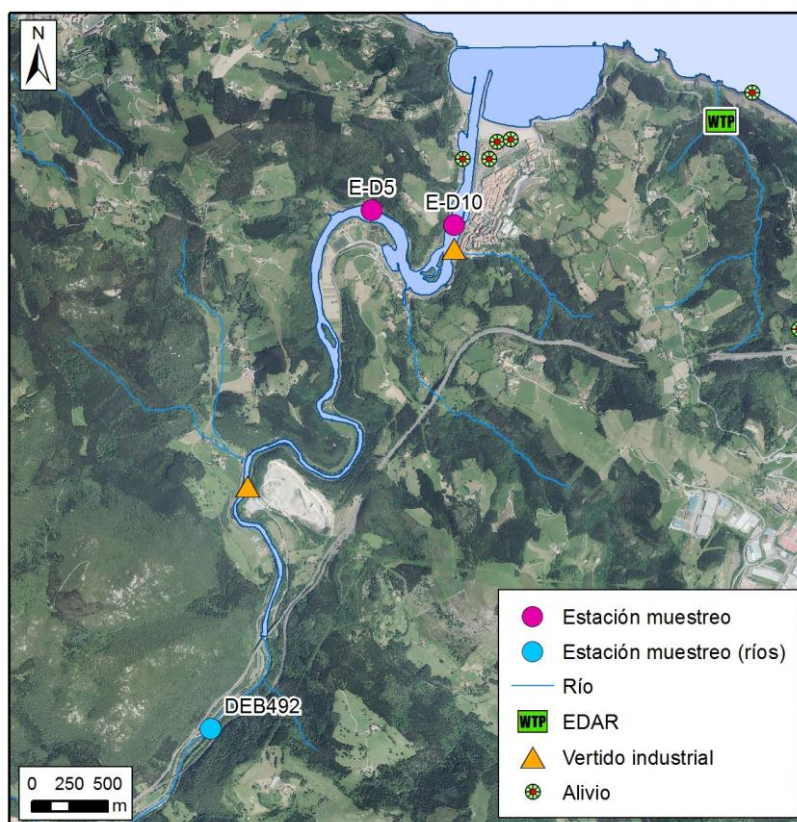 N
WTP
E-D5
E-D10
DEB492
0 250 500
m
Estación muestreo
Estación muestreo (ríos)
Río
WTP EDAR
Vertido industrial
Alivio